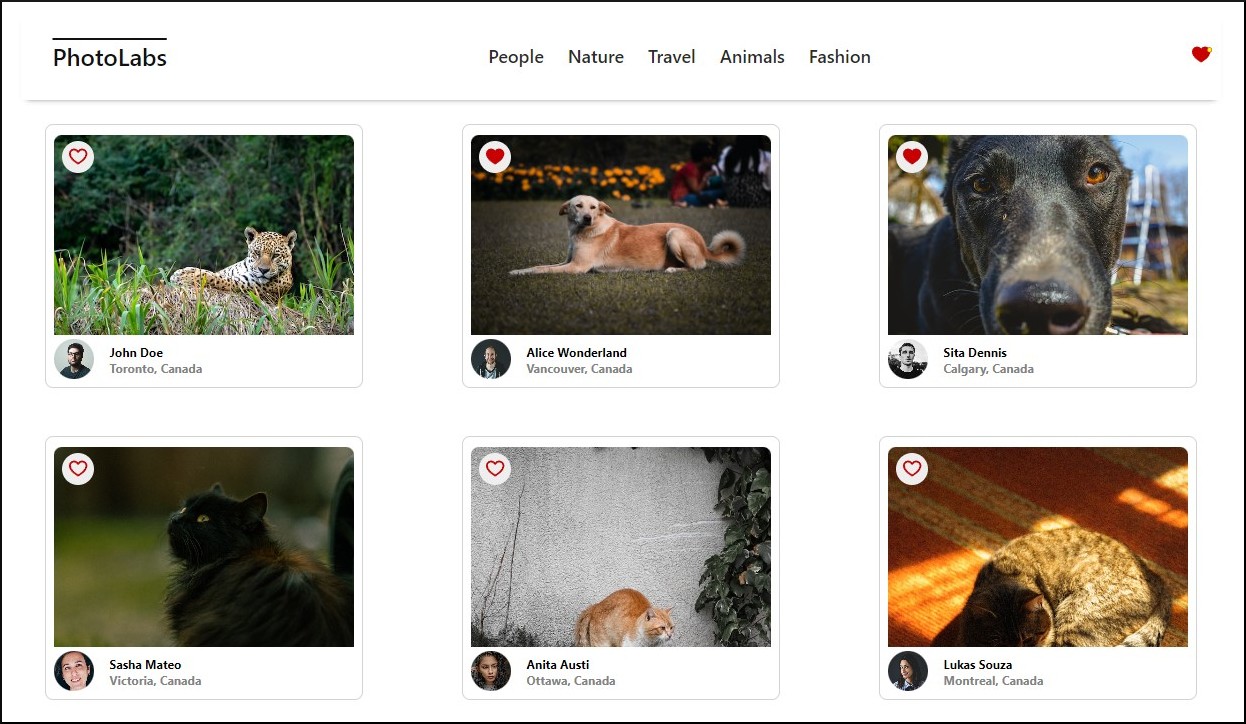 PhotoLabs
People Nature Travel Animals Fashion
John Doe
Toronto, Canada
Alice Wonderland
Vancouver, Canada
Sita Dennis
Calgary, Canada
Sasha Mateo
Victoria, Canada
Anita Austi
Ottawa, Canada
Lukas Souza
Montreal, Canada